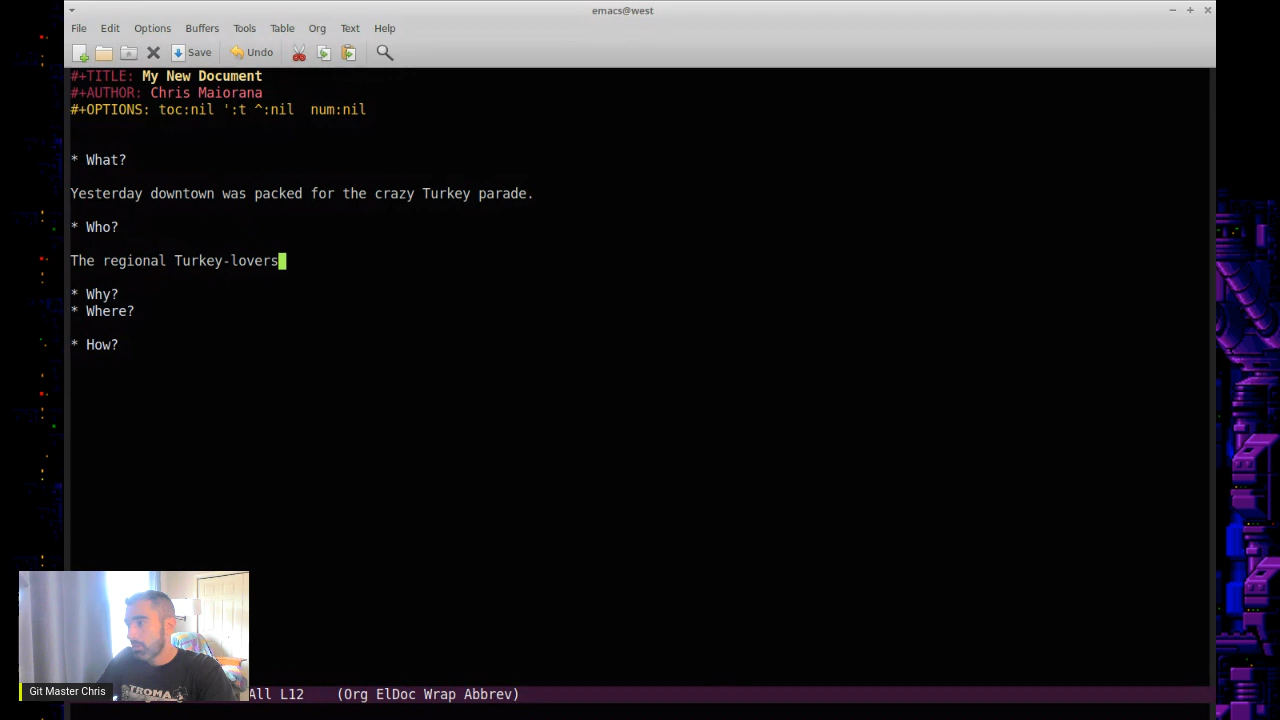 emacs@west
File Edit Options Buffers Tools Table Org Text Help
Save Undo
#+TITLE: My New Document
#+AUTHOR: Chris Maiorana
#+OPTIONS: toc:nil ':t ^:nil  num:nil
* What?
Yesterday downtown was packed for the crazy Turkey parade.
* Who?
The regional Turkey-lovers
* Why?
* Where?
* How?
Git Master Chris
All L12    (Org ElDoc Wrap Abbrev)